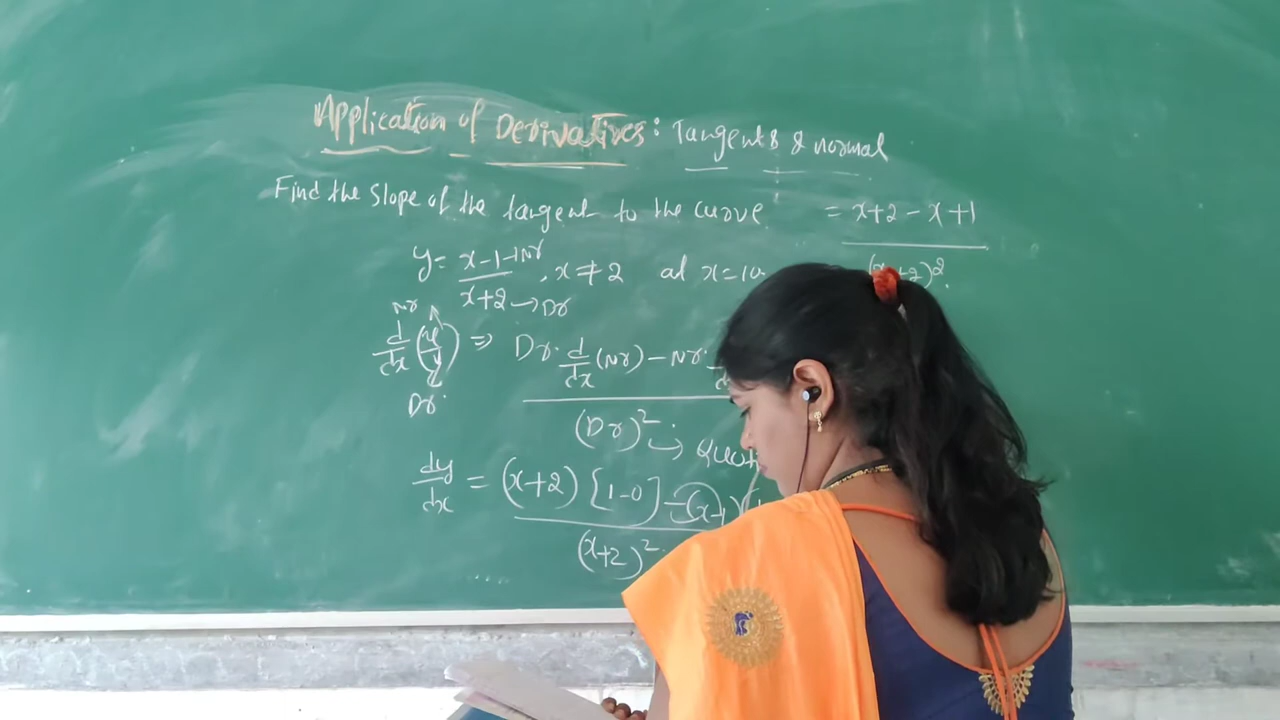 Application of Derivatives: Tangents & normal
Find the slope of the tangent to the curve
y= x-1→Nr / x+2→Dr , x≠2 at x=10.
Nr
d/dx (u/v) ⇒ Dr. d/dx (Nr) - Nr.
Dr.
(Dr)²
dy/dx = (x+2) [1-0] - (x-1) / (x+2)²
= x+2-x+1 / (x+2)².